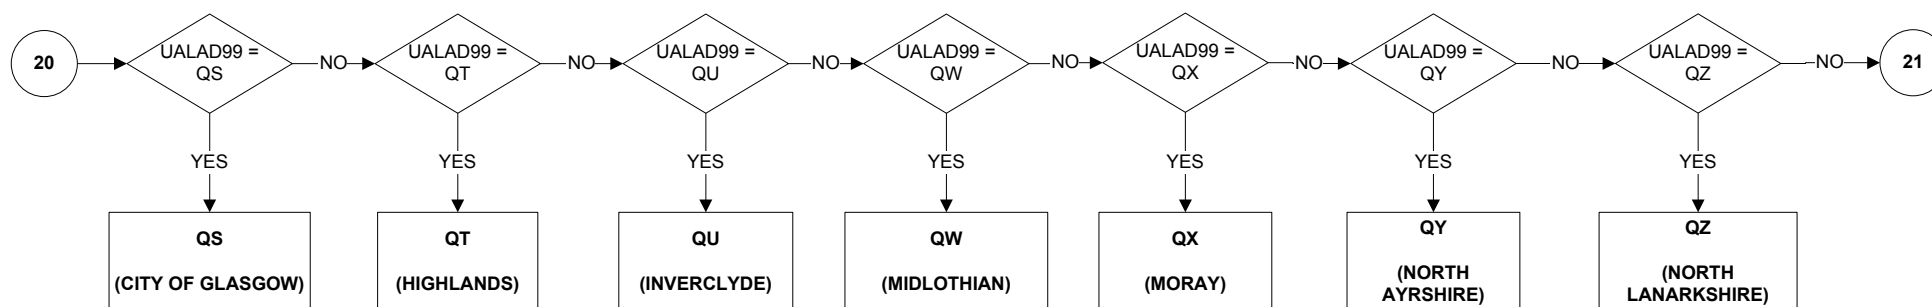 20
UALAD99 =
QS
NO
UALAD99 =
QT
NO
UALAD99 =
QU
NO
UALAD99 =
QW
NO
UALAD99 =
QX
NO
UALAD99 =
QY
NO
UALAD99 =
QZ
NO
21
YES
YES
YES
YES
YES
YES
YES
QS
(CITY OF GLASGOW)
QT
(HIGHLANDS)
QU
(INVERCLYDE)
QW
(MIDLOTHIAN)
QX
(MORAY)
QY
(NORTH
AYRSHIRE)
QZ
(NORTH
LANARKSHIRE)